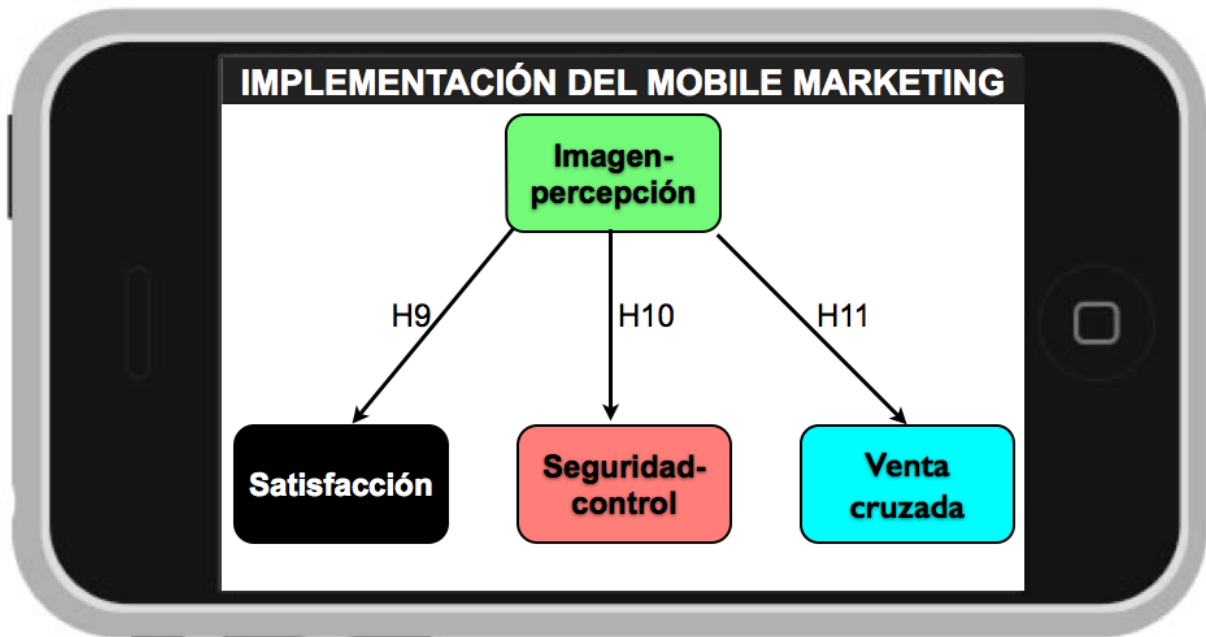 IMPLEMENTACIÓN DEL MOBILE MARKETING
Imagen-
percepción
H9
H10
H11
Satisfacción
Seguridad-
control
Venta
cruzada